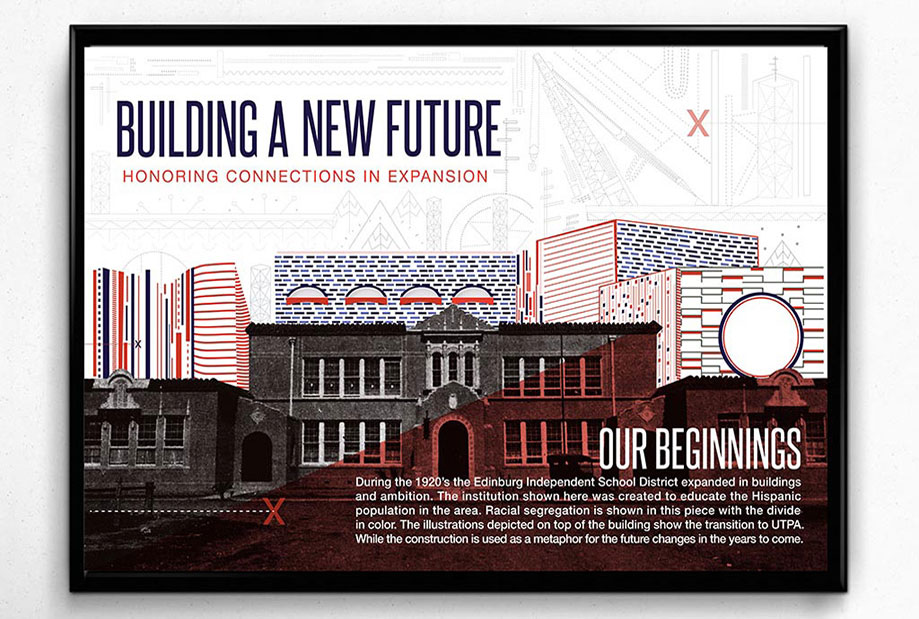 BUILDING A NEW FUTURE
HONORING CONNECTIONS IN EXPANSION
X
X
X
OUR BEGINNINGS
During the 1920's the Edinburg Independent School District expanded in buildings
and ambition. The institution shown here was created to educate the Hispanic
population in the area. Racial segregation is shown in this piece with the divide
in color. The illustrations depicted on top of the building show the transition to UTPA.
While the construction is used as a metaphor for the future changes in the years to come.